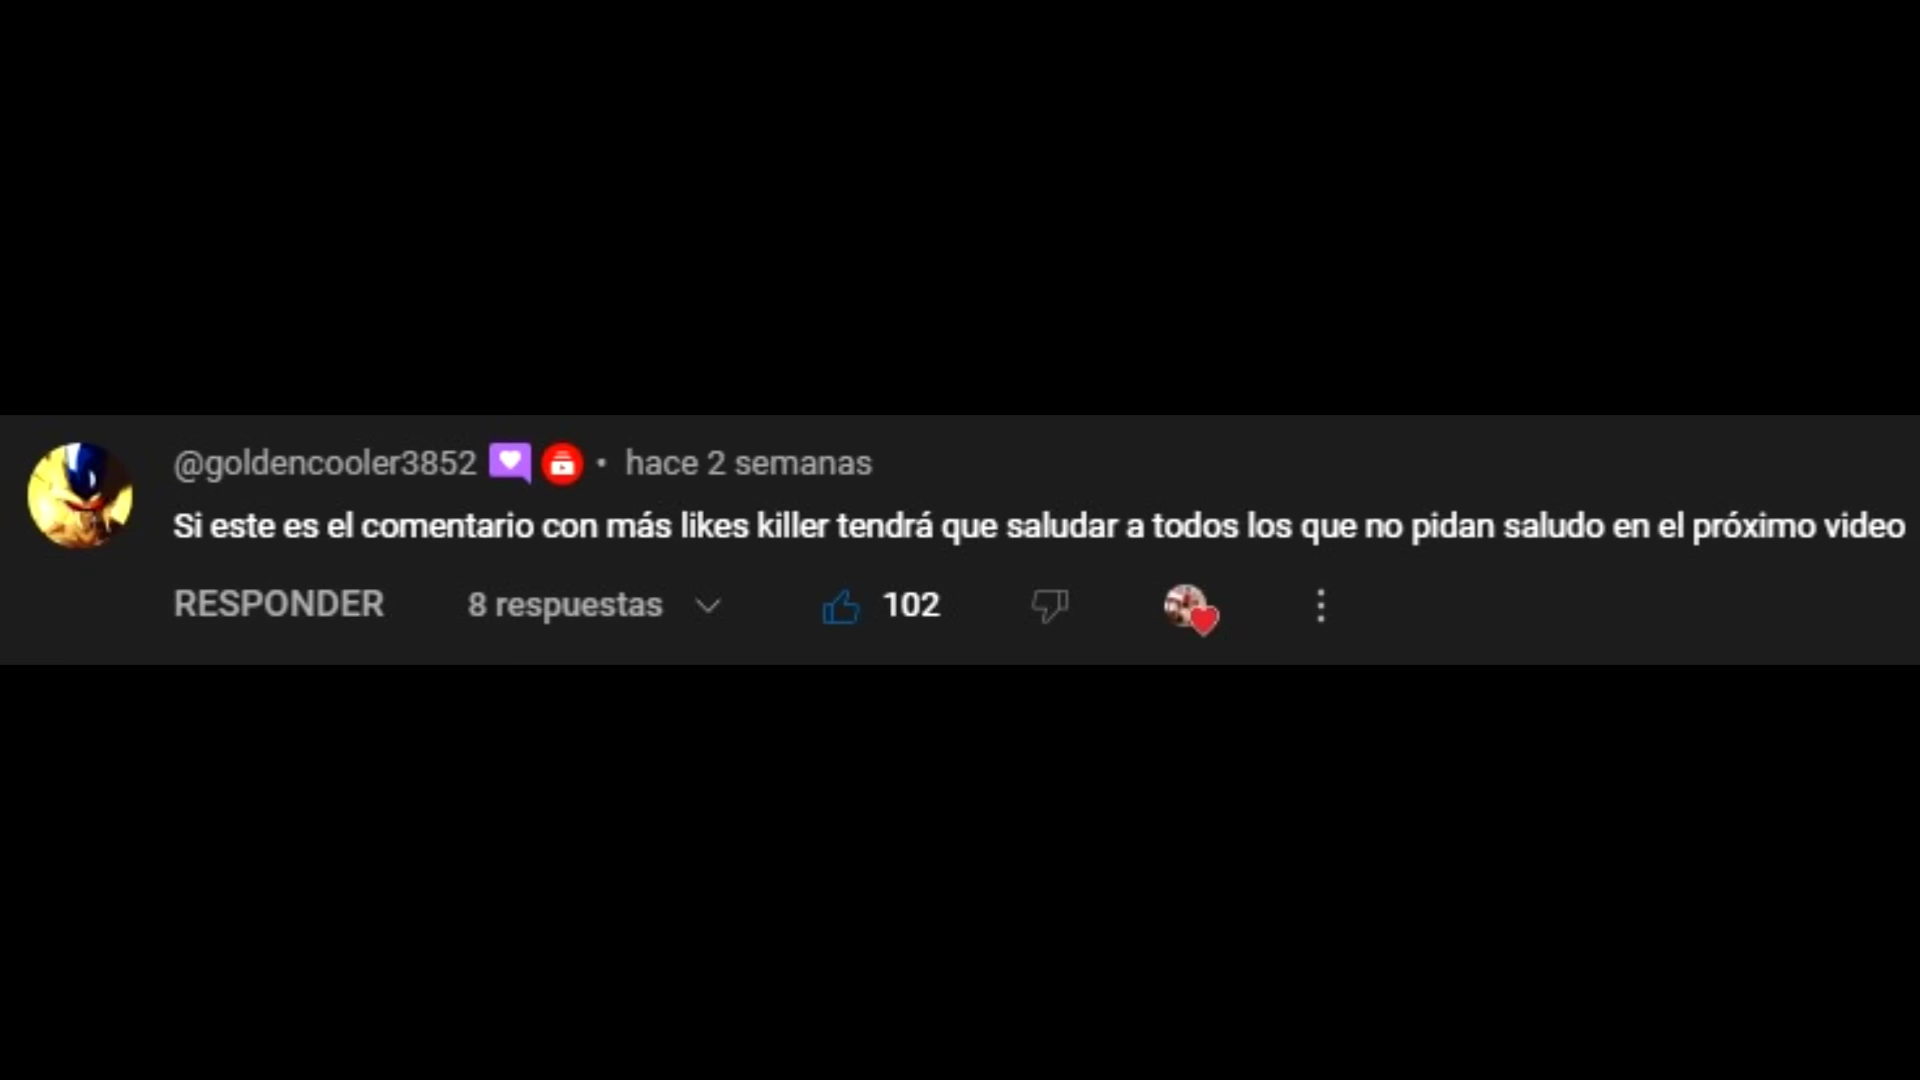 @goldencooler3852 • hace 2 semanas
Si este es el comentario con más likes killer tendrá que saludar a todos los que no pidan saludo en el próximo video
RESPONDER 8 respuestas 102